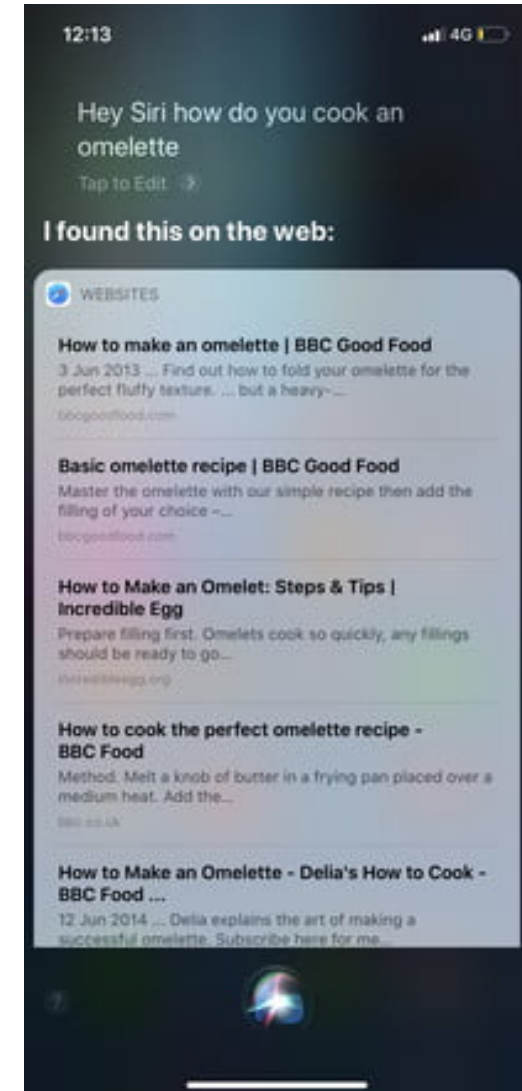 12:13
4G
Hey Siri how do you cook an
omelette
Tap to Edit
I found this on the web:
WEBSITES
How to make an omelette | BBC Good Food
3 Jun 2013 ... Find out how to fold your omelette for the
perfect fluffy texture. ... but a heavy-...
bbcgoodfood.com
Basic omelette recipe | BBC Good Food
Master the omelette with our simple recipe then add the
filling of your choice –...
bbcgoodfood.com
How to Make an Omelet: Steps & Tips |
Incredible Egg
Prepare filling first. Omelets cook so quickly, any fillings
should be ready to go...
incredibleegg.org
How to cook the perfect omelette recipe -
BBC Food
Method. Melt a knob of butter in a frying pan placed over a
medium heat. Add the...
bbc.co.uk
How to Make an Omelette - Delia's How to Cook -
BBC Food ...
12 Jun 2014 ... Delia explains the art of making a
successful omelette. Subscribe here for me...
?